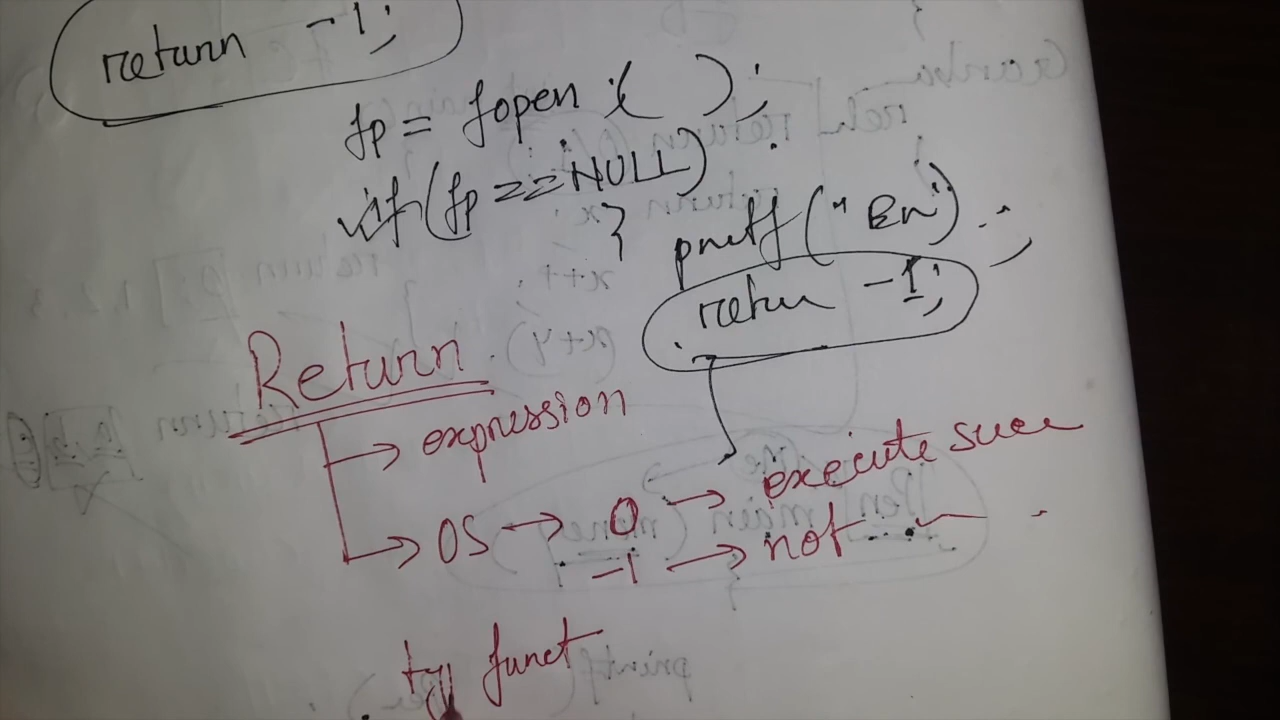 return -1;
fp = fopen ( );
if (fp == NULL)
}
printf ("Err") ;
retur -1;
Return
→ expression
→ OS → 0 → execute succ
-1 → not
funct